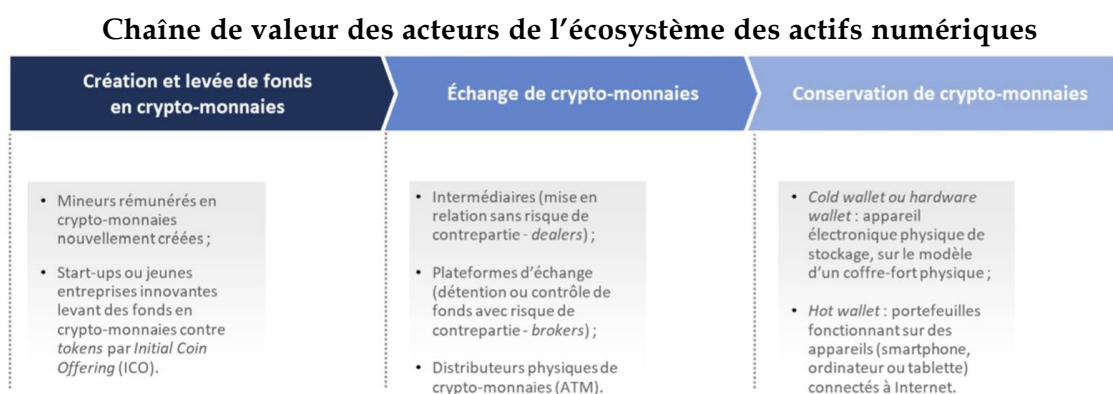 Chaîne de valeur des acteurs de l’écosystème des actifs numériques
Création et levée de fonds
en crypto-monnaies
Échange de crypto-monnaies
Conservation de crypto-monnaies
• Mineurs rémunérés en
crypto-monnaies
nouvellement créées ;
• Start-ups ou jeunes
entreprises innovantes
levant des fonds en
crypto-monnaies contre
tokens par Initial Coin
Offering (ICO).
• Intermédiaires (mise en
relation sans risque de
contrepartie - dealers) ;
• Plateformes d’échange
(détention ou contrôle de
fonds avec risque de
contrepartie - brokers) ;
• Distributeurs physiques de
crypto-monnaies (ATM).
• Cold wallet ou hardware
wallet : appareil
électronique physique de
stockage, sur le modèle
d’un coffre-fort physique ;
• Hot wallet : portefeuilles
fonctionnant sur des
appareils (smartphone,
ordinateur ou tablette)
connectés à Internet.